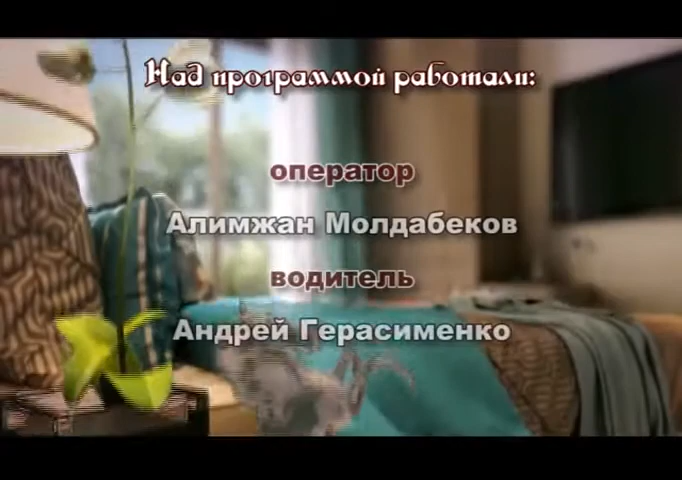 Над программой работали:
оператор
Алимжан Молдабеков
водитель
Андрей Герасименко